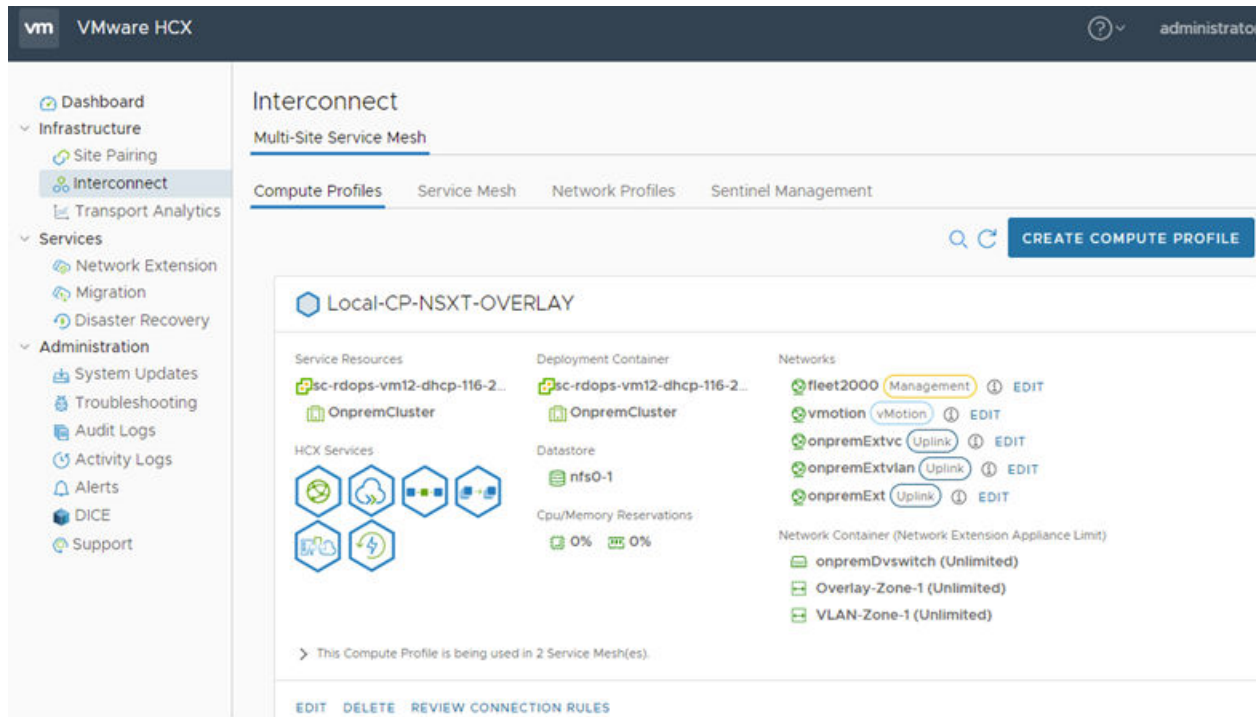 vm VMware HCX administrator
Dashboard
Infrastructure
Site Pairing
Interconnect
Transport Analytics
Services
Network Extension
Migration
Disaster Recovery
Administration
System Updates
Troubleshooting
Audit Logs
Activity Logs
Alerts
DICE
Support
Interconnect
Multi-Site Service Mesh
Compute Profiles Service Mesh Network Profiles Sentinel Management
CREATE COMPUTE PROFILE
Local-CP-NSXT-OVERLAY
Service Resources
sc-rdops-vm12-dhcp-116-2...
OnpremCluster
HCX Services
Deployment Container
sc-rdops-vm12-dhcp-116-2...
OnpremCluster
Datastore
nfs0-1
Cpu/Memory Reservations
0% 0%
Networks
fleet2000 Management EDIT
vmotion vMotion EDIT
onpremExtvc Uplink EDIT
onpremExtvlan Uplink EDIT
onpremExt Uplink EDIT
Network Container (Network Extension Appliance Limit)
onpremDvswitch (Unlimited)
Overlay-Zone-1 (Unlimited)
VLAN-Zone-1 (Unlimited)
This Compute Profile is being used in 2 Service Mesh(es).
EDIT DELETE REVIEW CONNECTION RULES